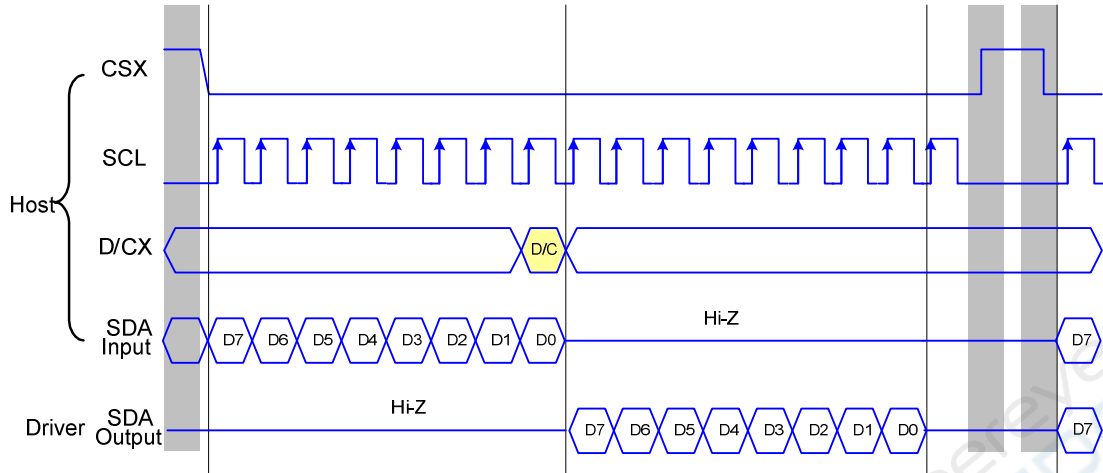 CSX
SCL
Host
D/CX
D/C
SDA
Input
D7 D6 D5 D4 D3 D2 D1 D0
Hi-Z
D7
Driver
SDA
Output
Hi-Z
D7 D6 D5 D4 D3 D2 D1 D0
D7